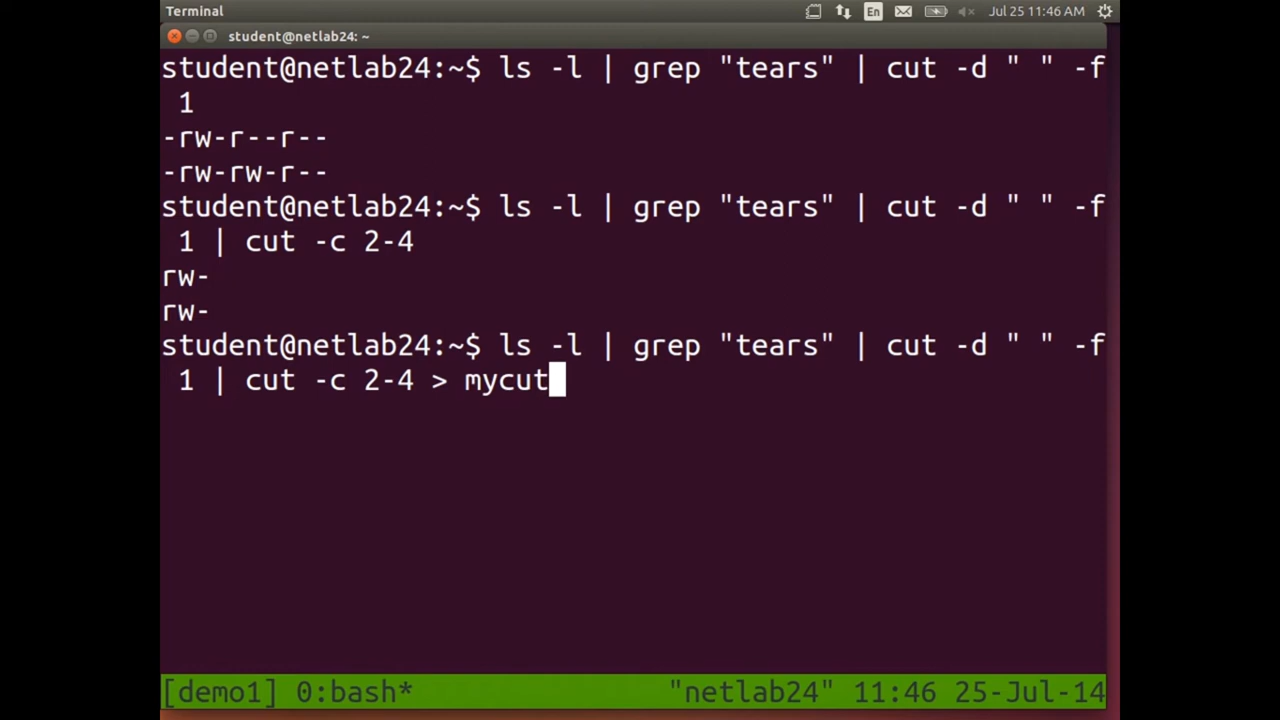 Terminal
En
Jul 25 11:46 AM
student@netlab24: ~
student@netlab24:~$ ls -l | grep "tears" | cut -d " " -f
1
-rw-r--r--
-rw-rw-r--
student@netlab24:~$ ls -l | grep "tears" | cut -d " " -f
1 | cut -c 2-4
rw-
rw-
student@netlab24:~$ ls -l | grep "tears" | cut -d " " -f
1 | cut -c 2-4 > mycut
[demo1] 0:bash*
"netlab24" 11:46 25-Jul-14